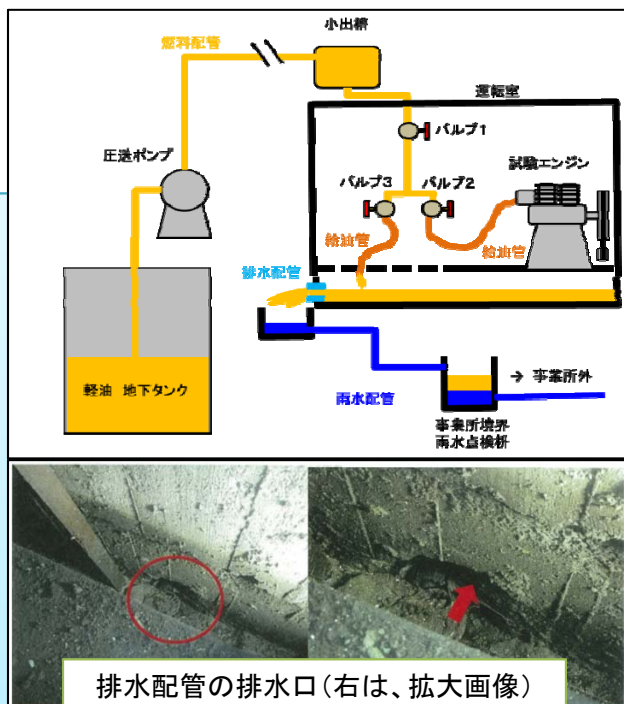 小出槽
燃料配管
運転室
バルブ1
圧送ポンプ
試験エンジン
バルブ3
バルブ2
給油管
給油管
排水配管
軽油 地下タンク
→ 事業所外
雨水配管
事業所境界
雨水点検桝
排水配管の排水口(右は、拡大画像)